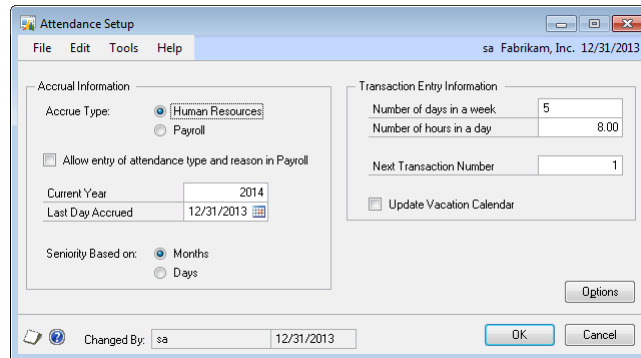 Attendance Setup
File Edit Tools Help sa Fabrikam, Inc. 12/31/2013
Accrual Information
Accrue Type: Human Resources
Payroll
Allow entry of attendance type and reason in Payroll
Current Year 2014
Last Day Accrued 12/31/2013
Seniority Based on: Months
Days
Transaction Entry Information
Number of days in a week 5
Number of hours in a day 8.00
Next Transaction Number 1
Update Vacation Calendar
Options
Changed By: sa 12/31/2013
OK Cancel